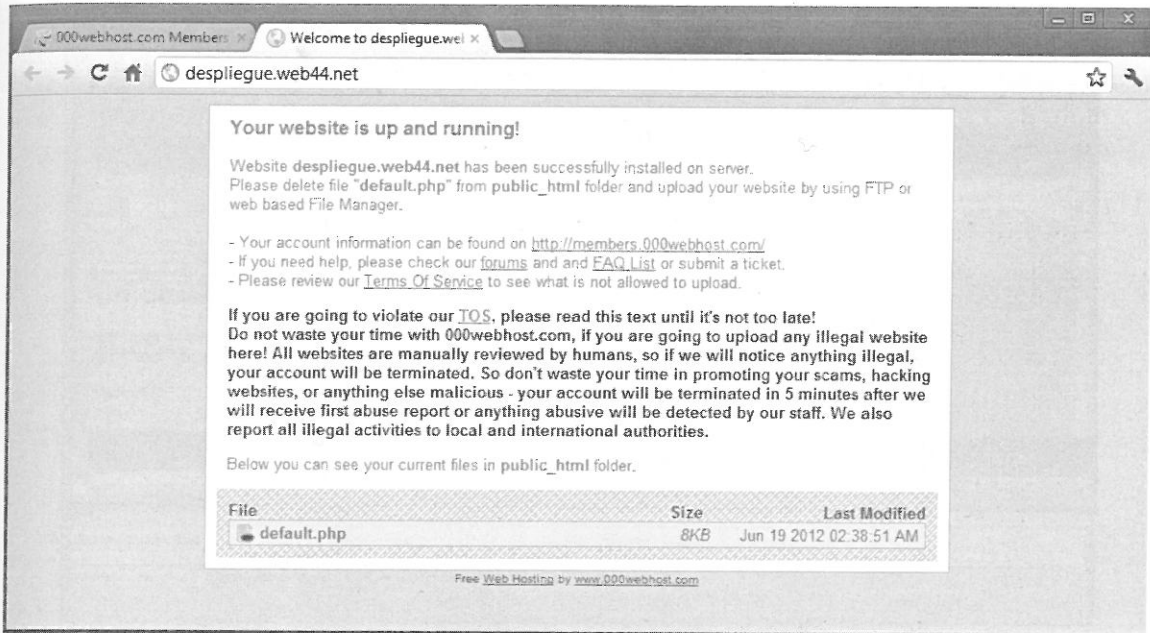 000webhost.com Members
Welcome to despliegue.wel
despliegue.web44.net
Your website is up and running!
Website despliegue.web44.net has been successfully installed on server.
Please delete file "default.php" from public_html folder and upload your website by using FTP or
web based File Manager.
- Your account information can be found on http://members.000webhost.com/
- If you need help, please check our forums and and FAQ List or submit a ticket.
- Please review our Terms Of Service to see what is not allowed to upload.
If you are going to violate our TOS, please read this text until it's not too late!
Do not waste your time with 000webhost.com, if you are going to upload any illegal website
here! All websites are manually reviewed by humans, so if we will notice anything illegal,
your account will be terminated. So don't waste your time in promoting your scams, hacking
websites, or anything else malicious - your account will be terminated in 5 minutes after we
will receive first abuse report or anything abusive will be detected by our staff. We also
report all illegal activities to local and international authorities.
Below you can see your current files in public_html folder.
File Size Last Modified
default.php 8KB Jun 19 2012 02:38:51 AM
Free Web Hosting by www.000webhost.com